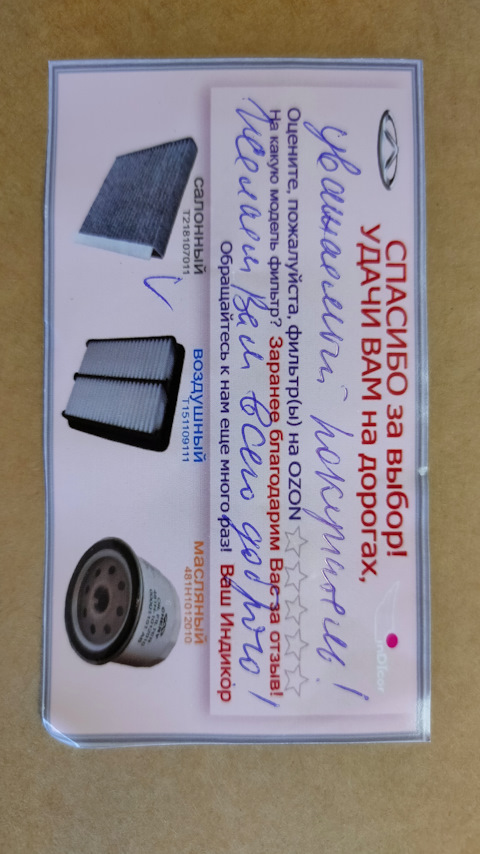 СПАСИБО за выбор!
УДАЧИ ВАМ на дорогах,
inDIcor
уважаемый покупатель!
Оцените, пожалуйста, фильтр(ы) на OZON
На какую модель фильтр? Заранее благодарим Вас за отзыв!
Желаем Вам всего доброго!
Обращайтесь к нам еще много раз! Ваш Индикор
салонный
T218107011
воздушный
T151109111
масляный
481H1012010